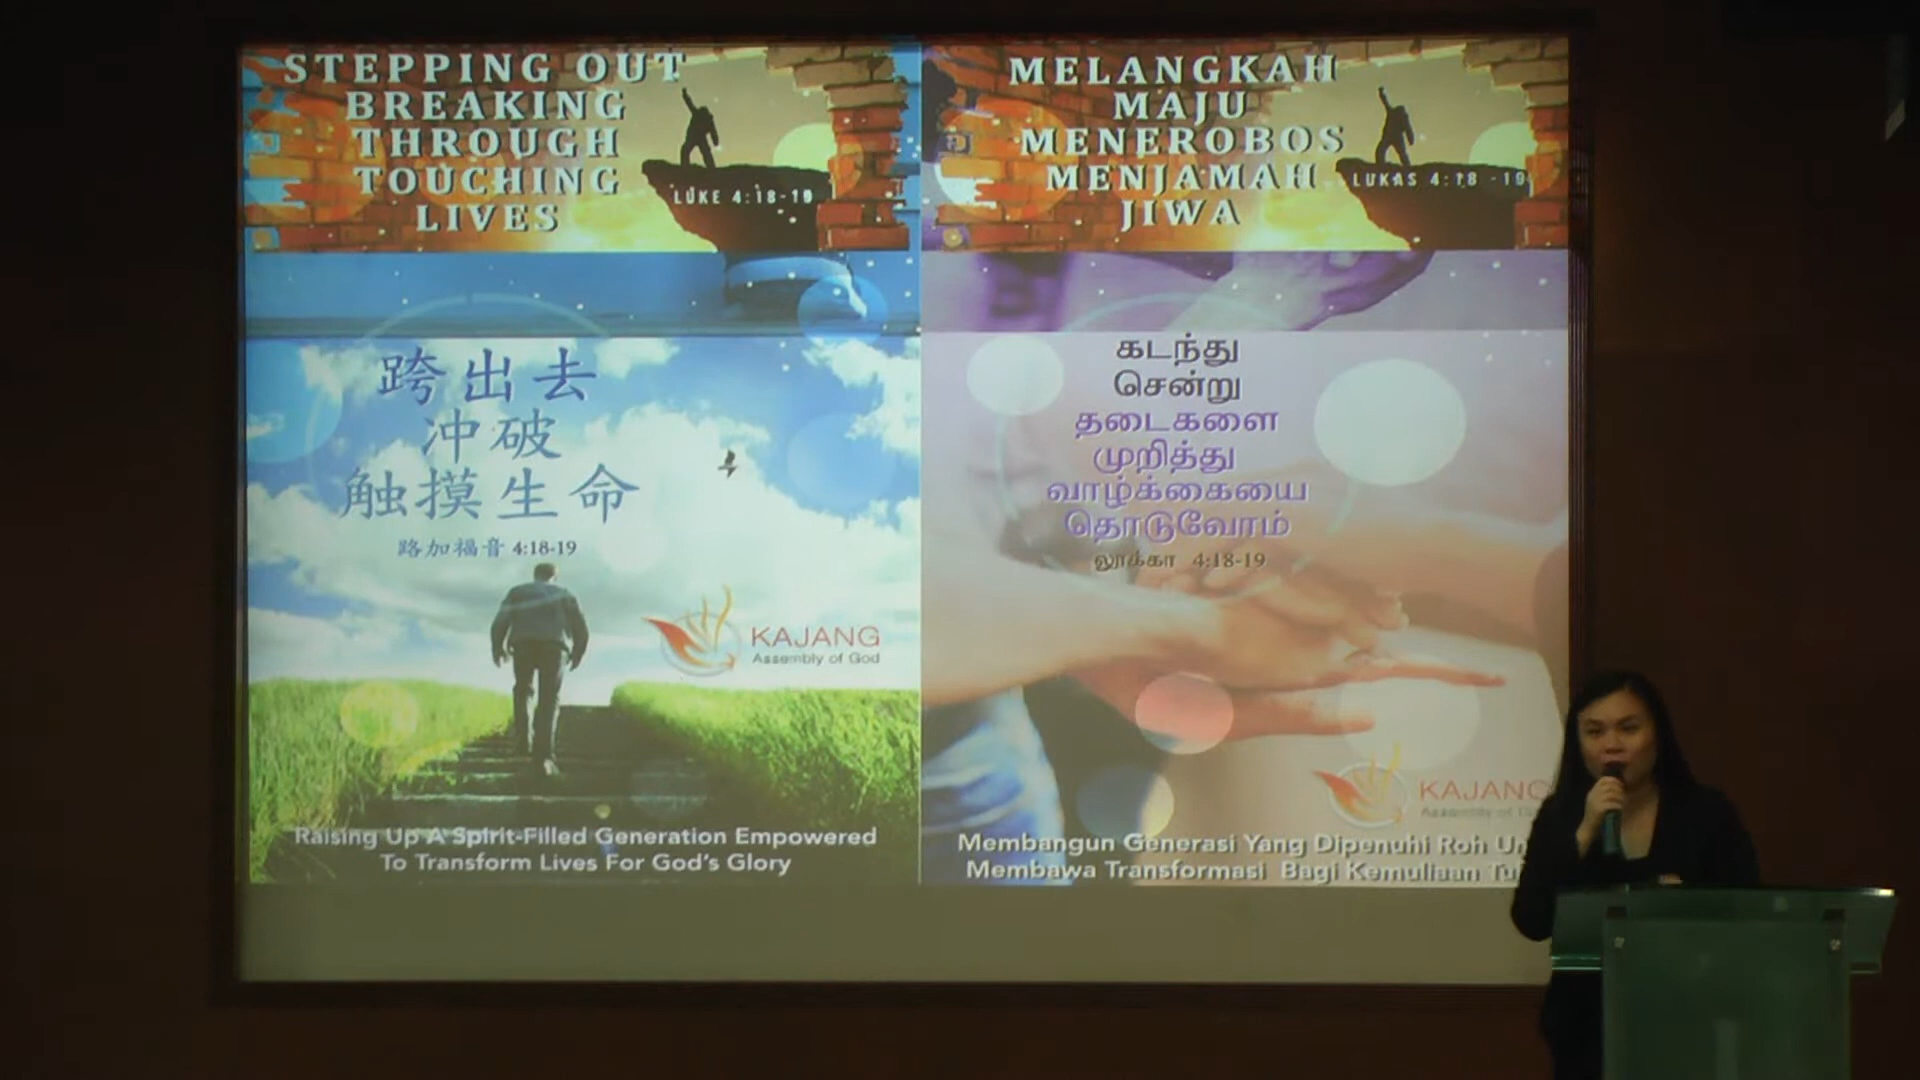 STEPPING OUT
BREAKING
THROUGH
TOUCHING
LIVES
LUKE 4:18-19
跨出去
冲破
触摸生命
路加福音 4:18-19
KAJANG
Assembly of God
Raising Up A Spirit-Filled Generation Empowered
To Transform Lives For God's Glory
MELANGKAH
MAJU
MENEROBOS
MENJAMAH
JIWA
LUKAS 4:18 -19
கடந்து
சென்று
தடைகளை
முறித்து
வாழ்க்கையை
தொடுவோம்
லூக்கா 4:18-19
KAJANG
Assembly of
Membangun Generasi Yang Dipenuhi Roh
Membawa Transformasi Bagi Kemuliaan